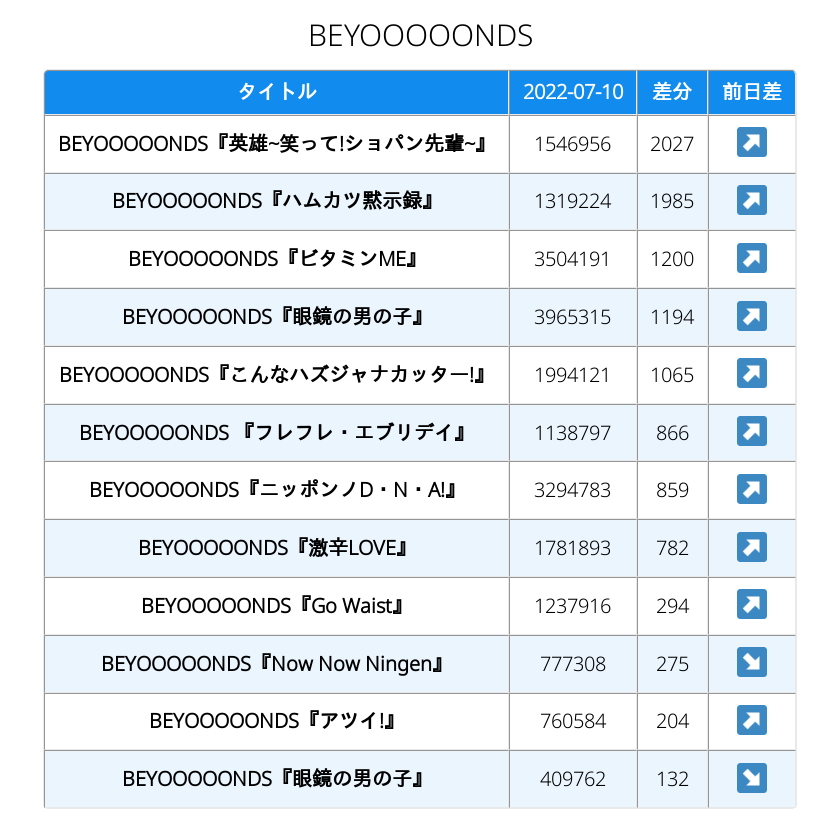 BEYOOOOONDS
タイトル 2022-07-10 差分 前日差
BEYOOOOONDS『英雄~笑って!ショパン先輩~』 1546956 2027 ↗
BEYOOOOONDS『ハムカツ黙示録』 1319224 1985 ↗
BEYOOOOONDS『ビタミンME』 3504191 1200 ↗
BEYOOOOONDS『眼鏡の男の子』 3965315 1194 ↗
BEYOOOOONDS『こんなハズジャナカッター!』 1994121 1065 ↗
BEYOOOOONDS 『フレフレ・エブリデイ』 1138797 866 ↗
BEYOOOOONDS『ニッポンノD・N・A!』 3294783 859 ↗
BEYOOOOONDS『激辛LOVE』 1781893 782 ↗
BEYOOOOONDS『Go Waist』 1237916 294 ↗
BEYOOOOONDS『Now Now Ningen』 777308 275 ↘
BEYOOOOONDS『アツイ!』 760584 204 ↗
BEYOOOOONDS『眼鏡の男の子』 409762 132 ↘